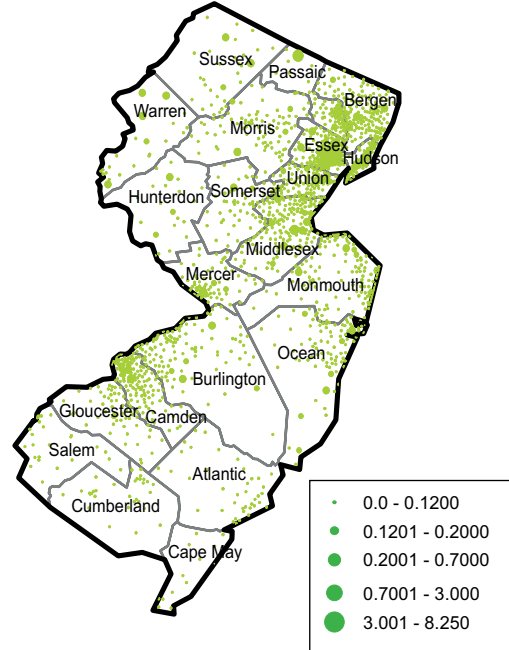 Sussex
Passaic
Bergen
Warren
Morris
Essex
Hudson
Union
Hunterdon
Somerset
Middlesex
Mercer
Monmouth
Ocean
Burlington
Gloucester
Camden
Salem
Atlantic
Cumberland
Cape May
0.0 - 0.1200
0.1201 - 0.2000
0.2001 - 0.7000
0.7001 - 3.000
3.001 - 8.250